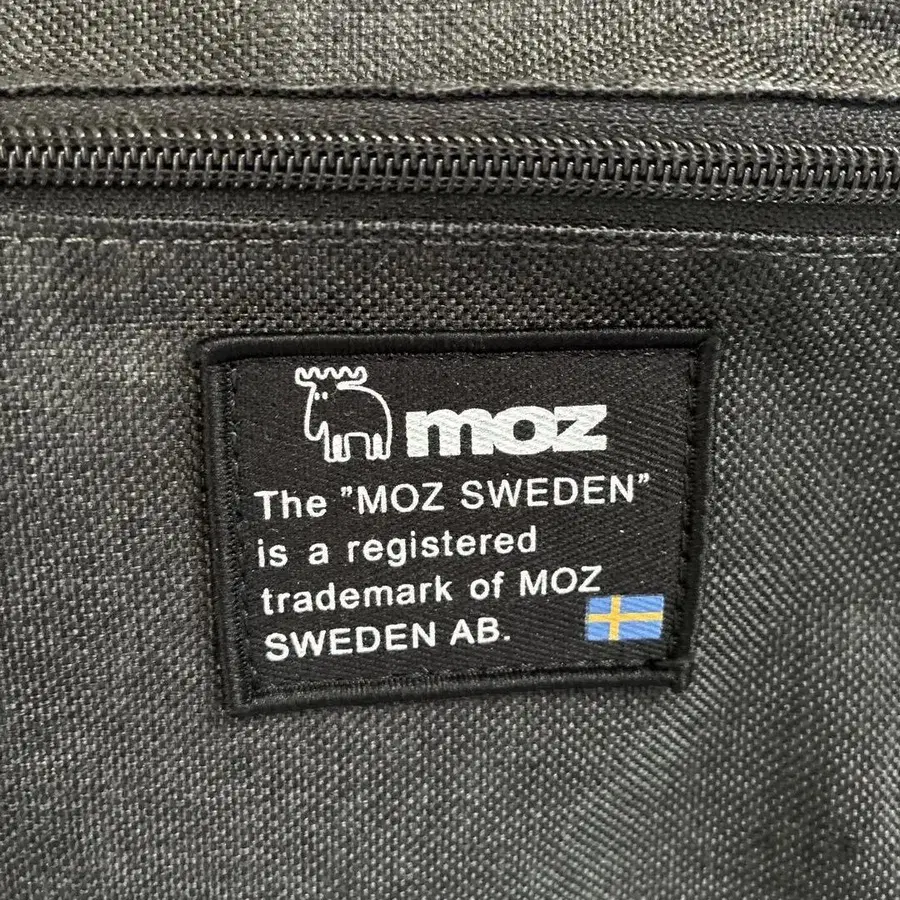 moz
The "MOZ SWEDEN"
is a registered
trademark of MOZ
SWEDEN AB.